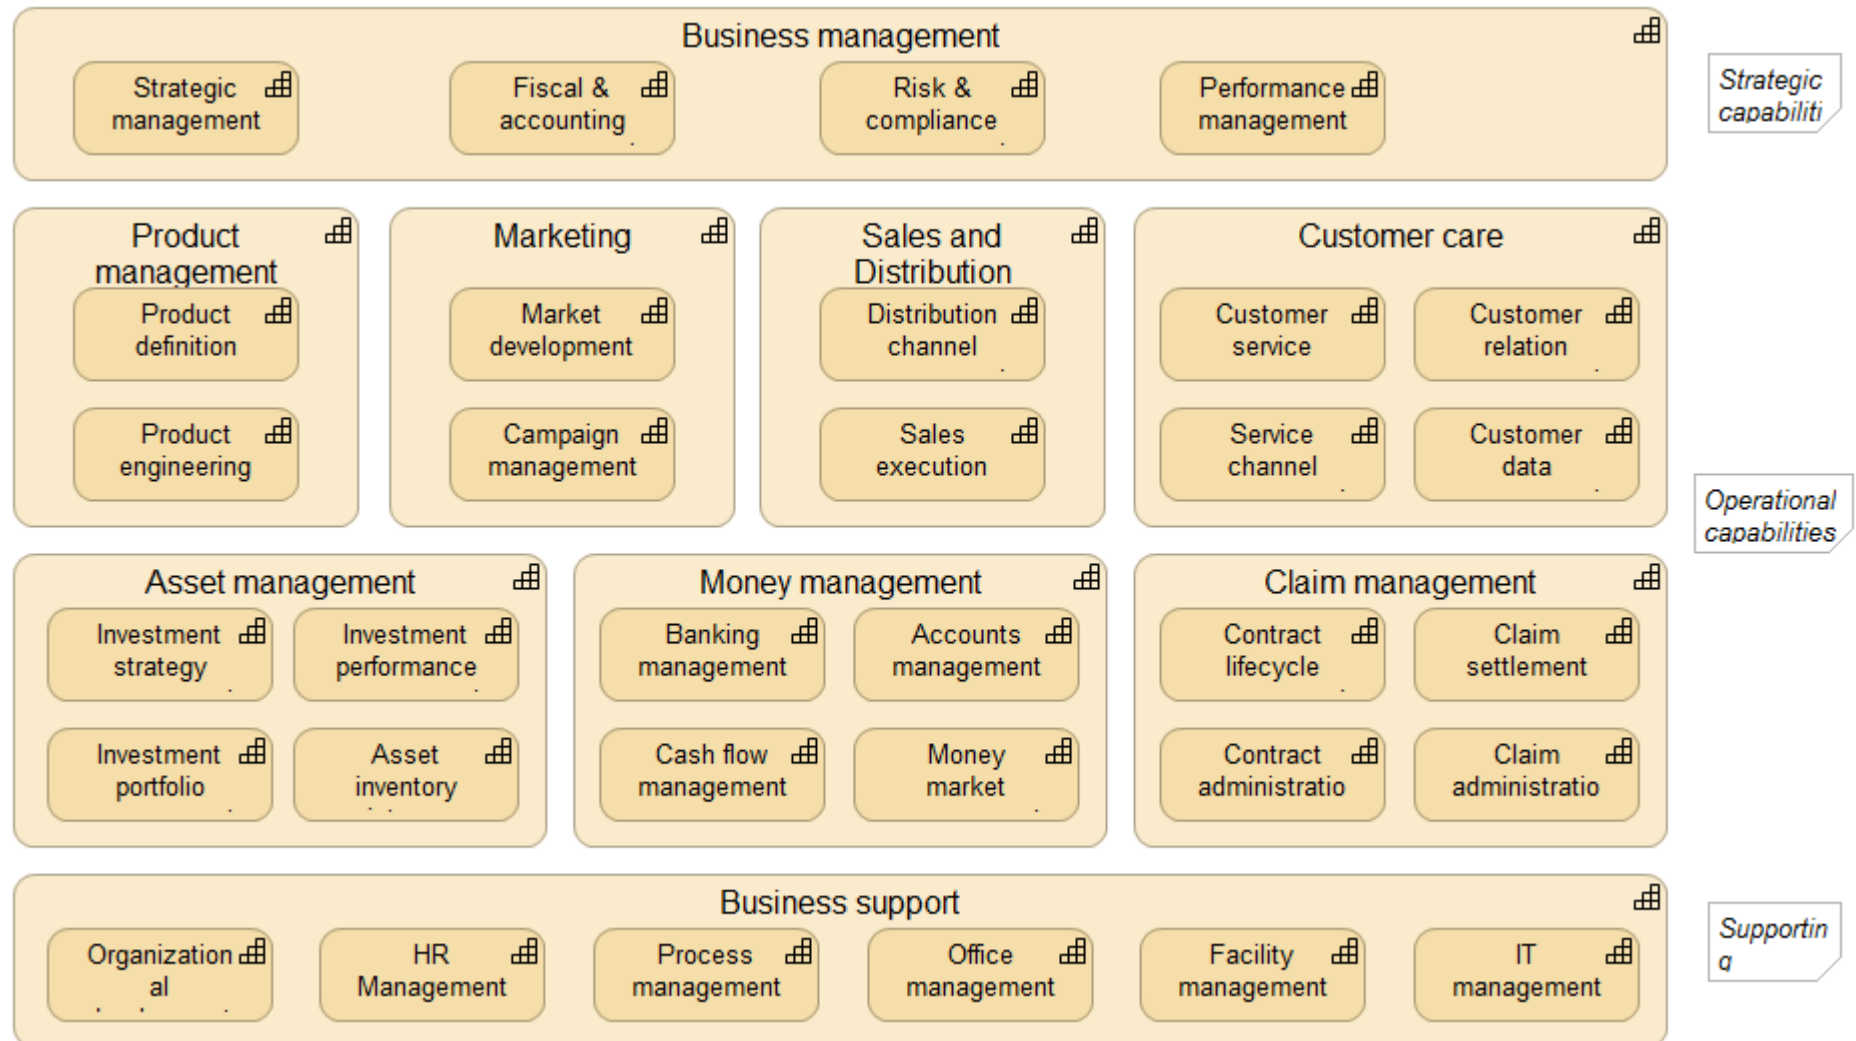 Business management
Strategic
management
Fiscal &
accounting
Risk &
compliance
Performance
management
Strategic
capabiliti
Product
management
Product
definition
Product
engineering
Marketing
Market
development
Campaign
management
Sales and
Distribution
Distribution
channel
Sales
execution
Customer care
Customer
service
Customer
relation
Service
channel
Customer
data
Operational
capabilities
Asset management
Investment
strategy
Investment
performance
Investment
portfolio
Asset
inventory
Money management
Banking
management
Accounts
management
Cash flow
management
Money
market
Claim management
Contract
lifecycle
Claim
settlement
Contract
administratio
Claim
administratio
Business support
Organization
al
HR
Management
Process
management
Office
management
Facility
management
IT
management
Supportin
g